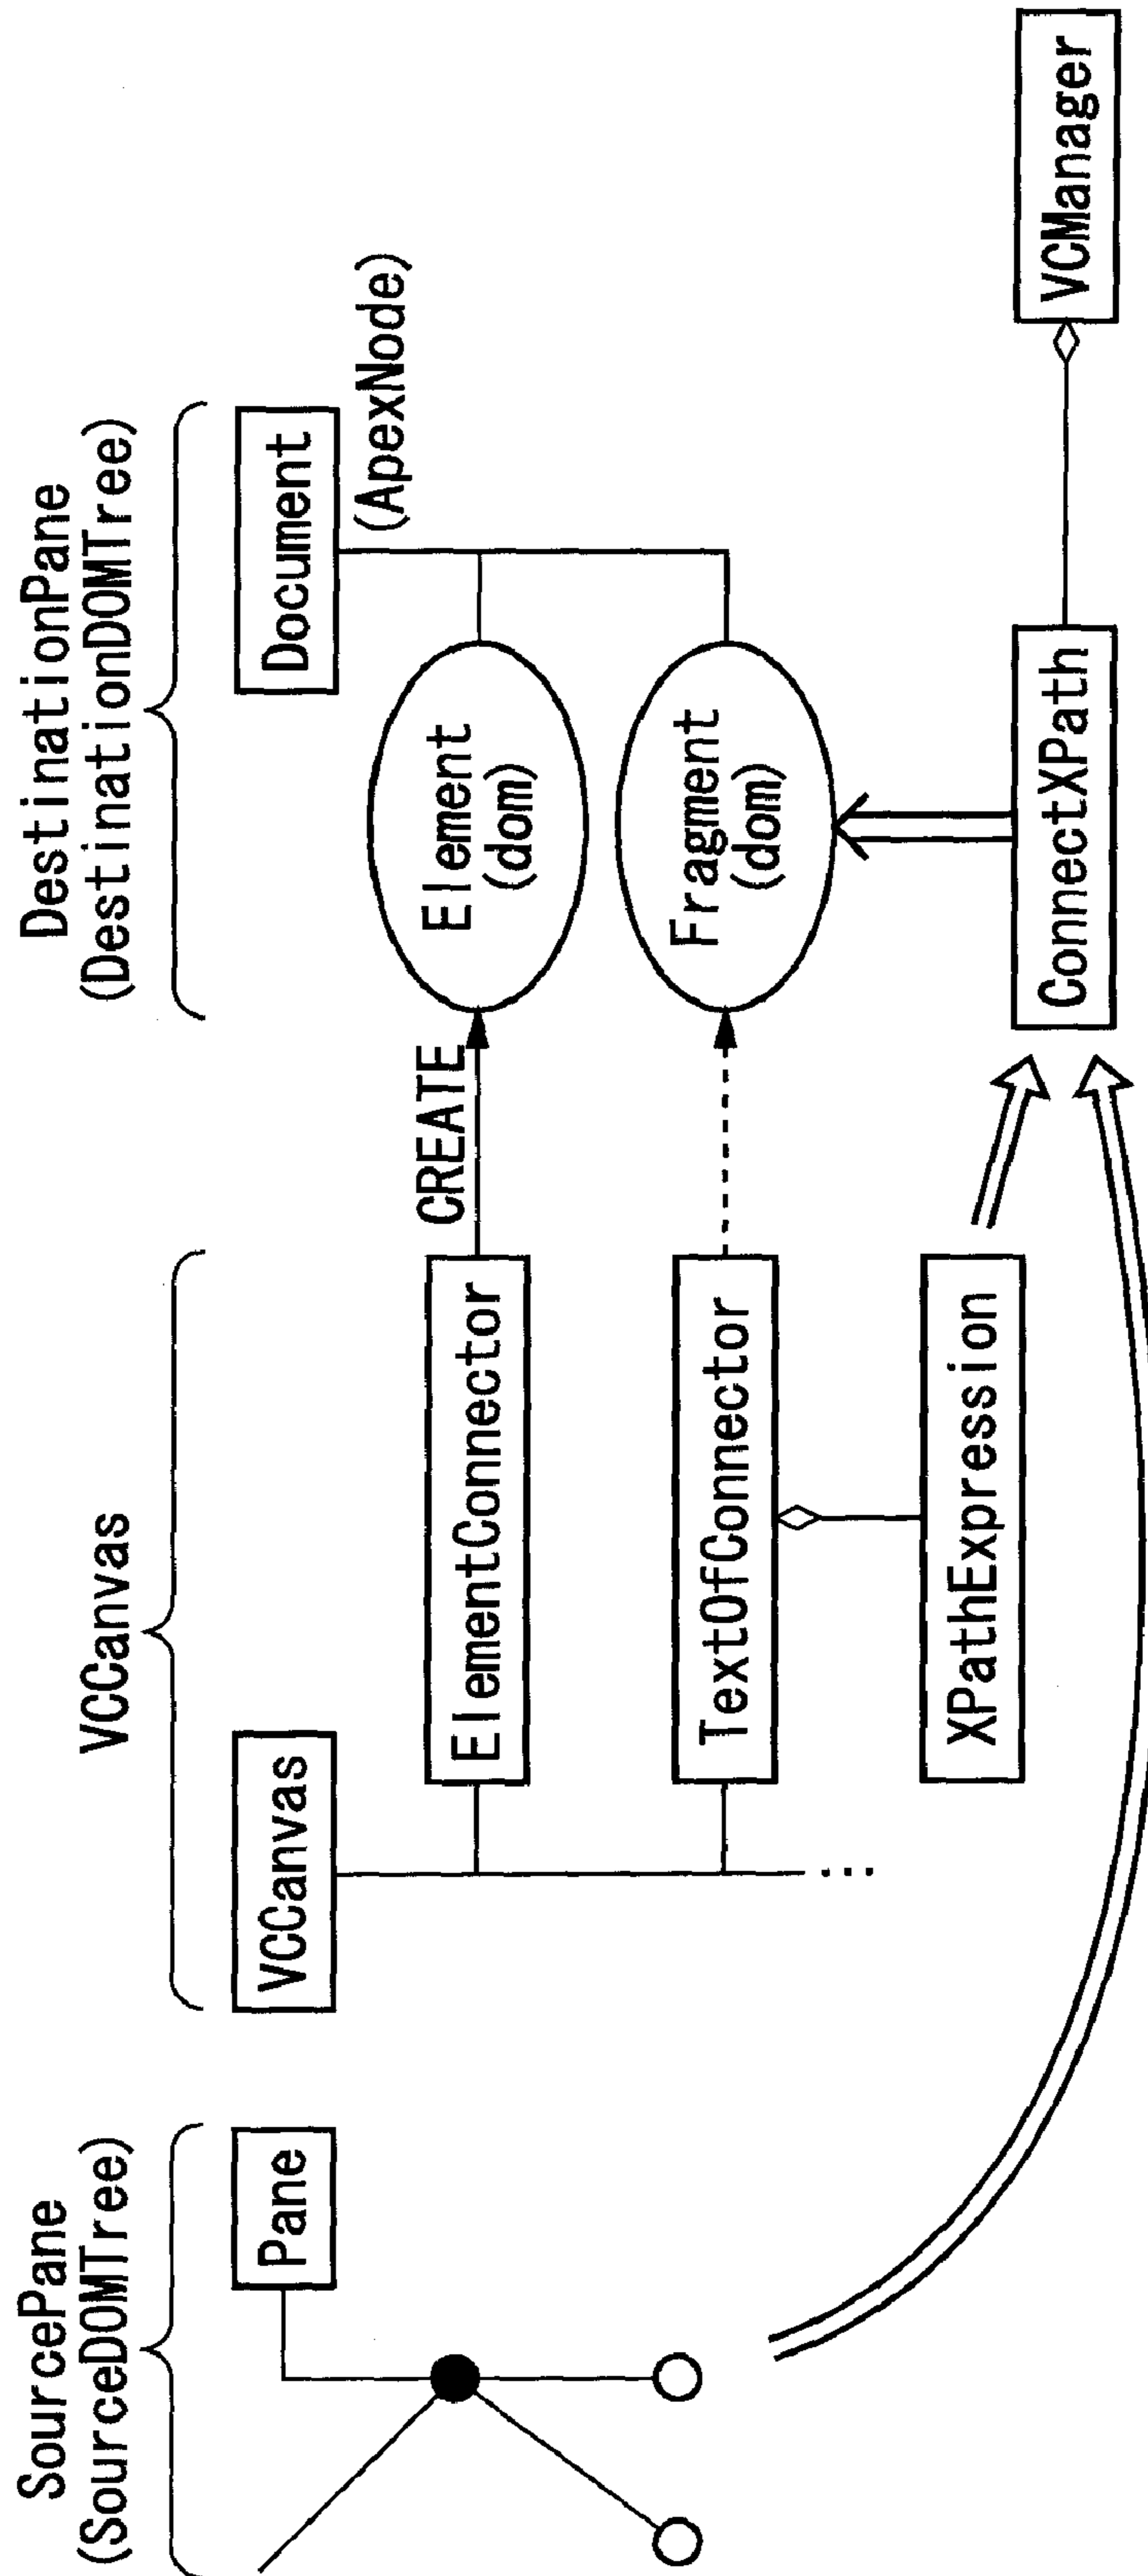 SourcePane
(SourceDOMTree)
Pane
VCCanvas
VCCanvas
ElementConnector
TextOfConnector
...
XPathExpression
CREATE
DestinationPane
(DestinationDOMTree)
Document
(ApexNode)
Element
(dom)
Fragment
(dom)
ConnectXPath
VCManager